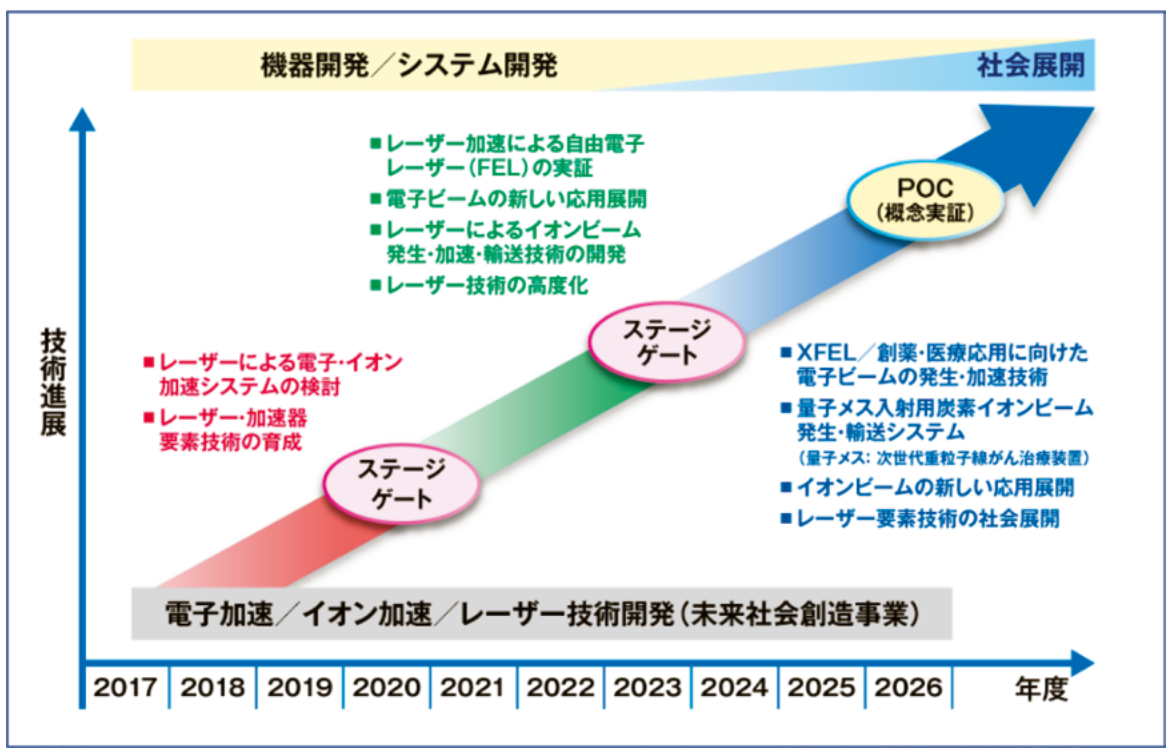 機器開発／システム開発
社会展開
■レーザー加速による自由電子
レーザー(FEL)の実証
■電子ビームの新しい応用展開
■レーザーによるイオンビーム
発生・加速・輸送技術の開発
■レーザー技術の高度化
POC
(概念実証)
ステージ
ゲート
技術進展
■レーザーによる電子・イオン
加速システムの検討
■レーザー・加速器
要素技術の育成
ステージ
ゲート
■XFEL／創薬・医療応用に向けた
電子ビームの発生・加速技術
■量子メス入射用炭素イオンビーム
発生・輸送システム
(量子メス：次世代重粒子線がん治療装置)
■イオンビームの新しい応用展開
■レーザー要素技術の社会展開
電子加速／イオン加速／レーザー技術開発(未来社会創造事業)
2017 2018 2019 2020 2021 2022 2023 2024 2025 2026 年度